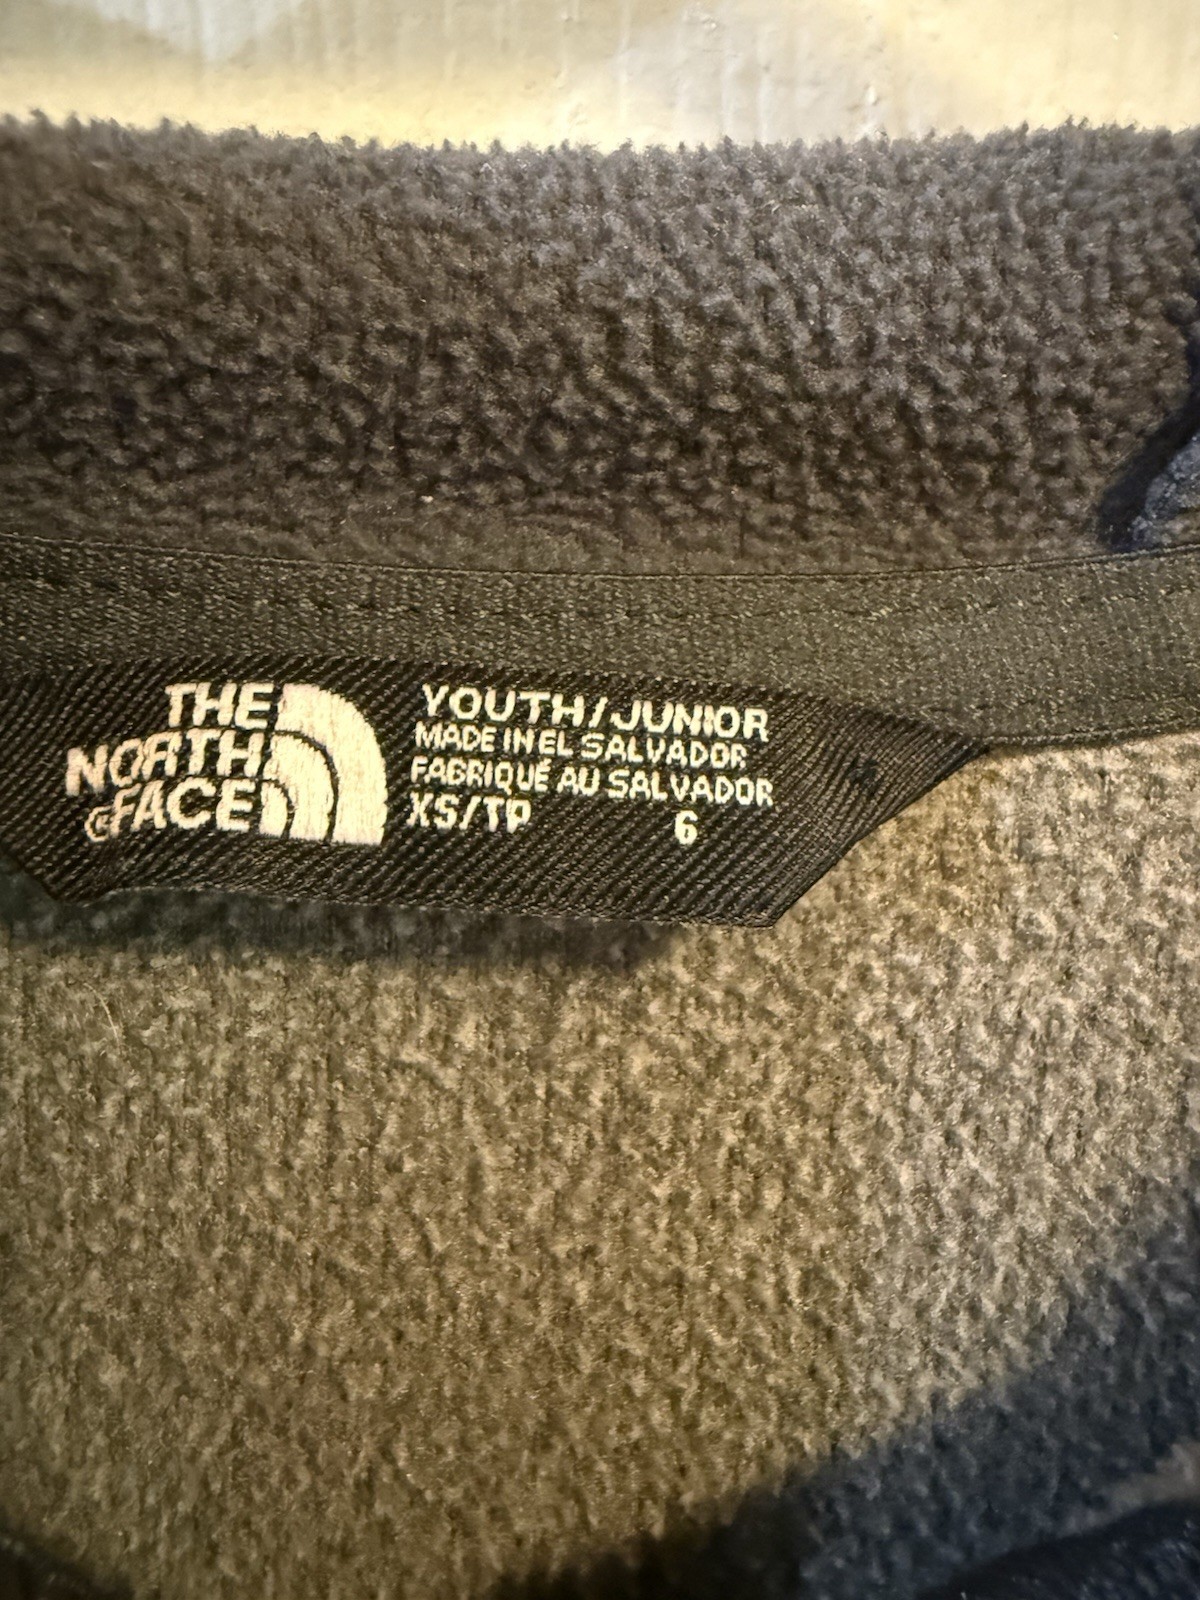 THE
NORTH
FACE
YOUTH/JUNIOR
MADE IN EL SALVADOR
FABRIQUÉ AU SALVADOR
XS/TP 6